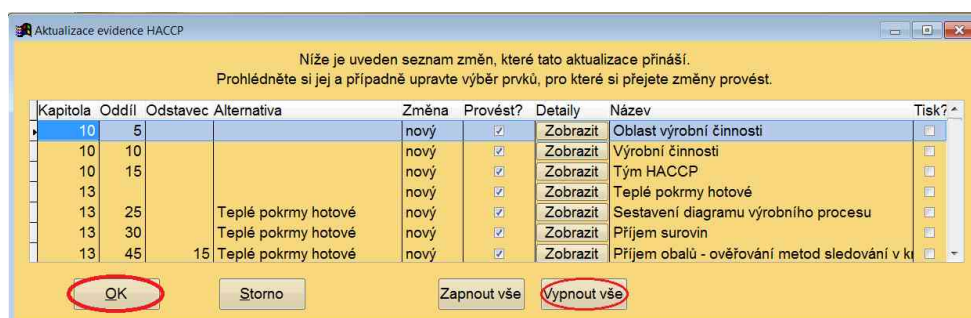 Aktualizace evidence HACCP
Níže je uveden seznam změn, které tato aktualizace přináší.
Prohlédněte si jej a případně upravte výběr prvků, pro které si přejete změny provést.
Kapitola Oddíl Odstavec Alternativa Změna Provést? Detaily Název Tisk?
10 5 nový Zobrazit Oblast výrobní činnosti
10 10 nový Zobrazit Výrobní činnosti
10 15 nový Zobrazit Tým HACCP
13 nový Zobrazit Teplé pokrmy hotové
13 25 Teplé pokrmy hotové nový Zobrazit Sestavení diagramu výrobního procesu
13 30 Teplé pokrmy hotové nový Zobrazit Příjem surovin
13 45 15 Teplé pokrmy hotové nový Zobrazit Příjem obalů - ověřování metod sledování v
OK Storno Zapnout vše Vypnout vše